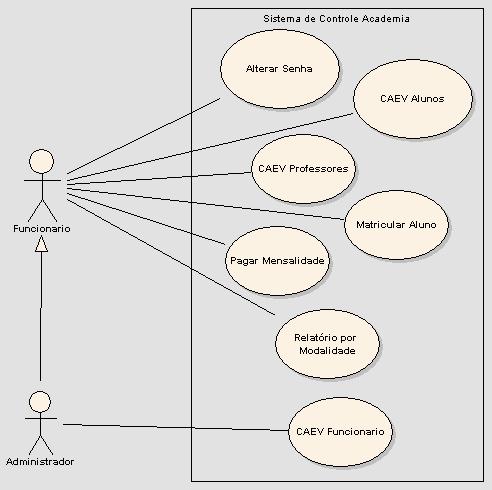 Sistema de Controle Academia
Alterar Senha
CAEV Alunos
CAEV Professores
Matricular Aluno
Funcionario
Pagar Mensalidade
Relatório por
Modalidade
CAEV Funcionario
Administrador